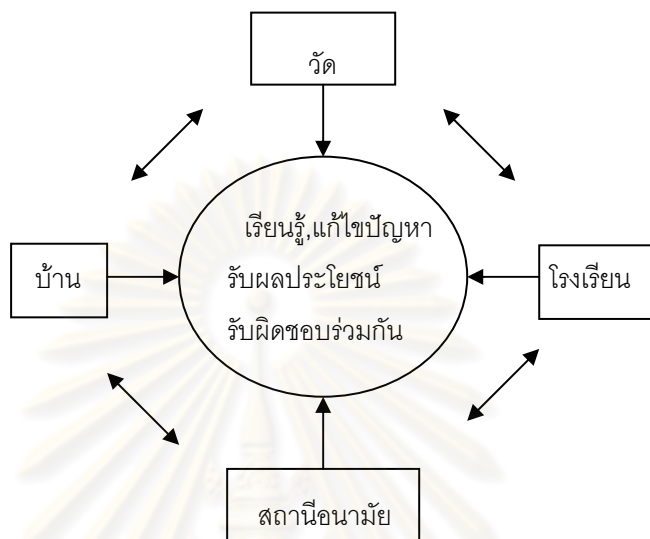 วัด
เรียนรู้,แก้ไขปัญหา
บ้าน
รับผลประโยชน์
โรงเรียน
รับผิดชอบร่วมกัน
สถานีอนามัย